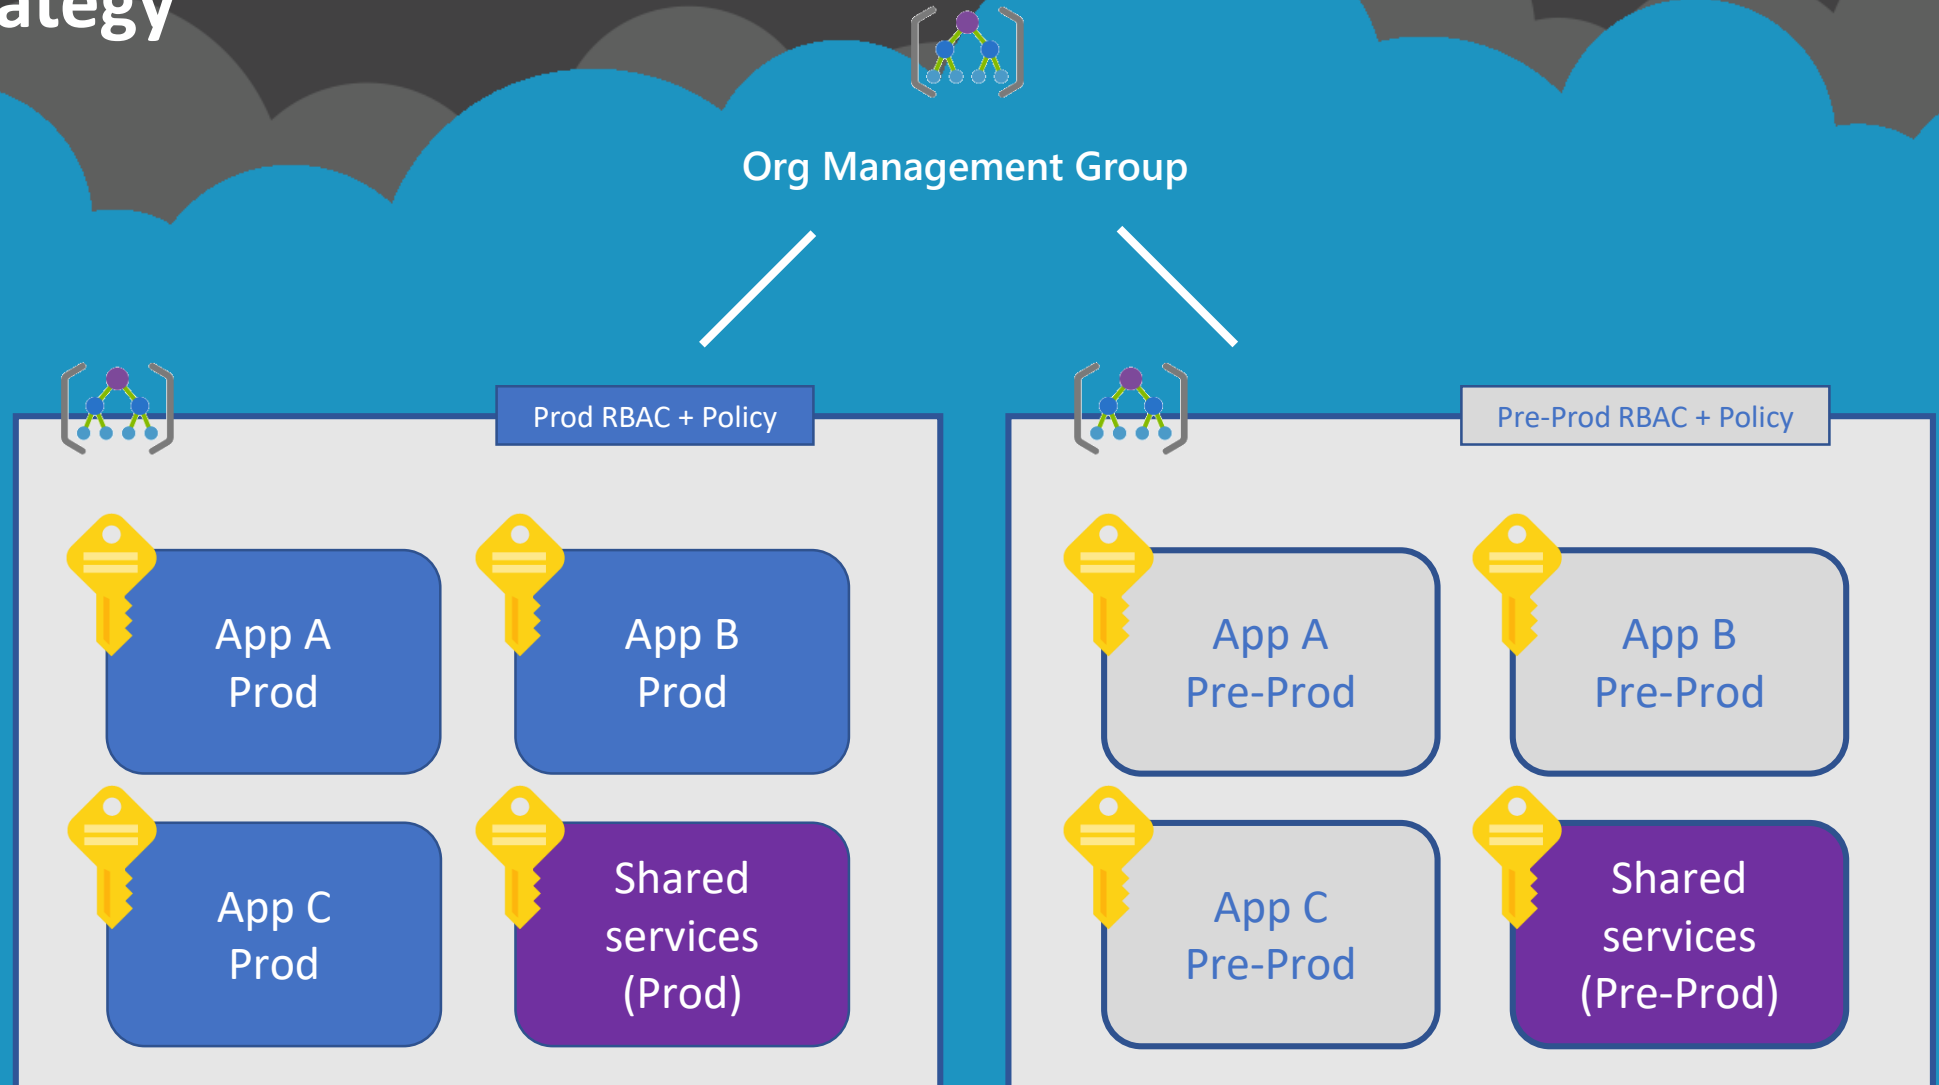 Org Management Group
Prod RBAC + Policy
App A
Prod
App B
Prod
App C
Prod
Shared
services
(Prod)
Pre-Prod RBAC + Policy
App A
Pre-Prod
App B
Pre-Prod
App C
Pre-Prod
Shared
services
(Pre-Prod)